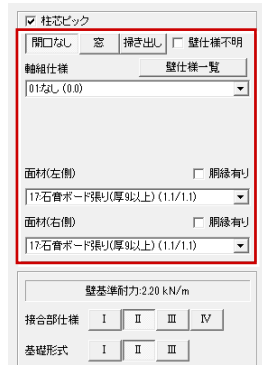 柱芯ピック
開口なし 窓 掃き出し 壁仕様不明
軸組仕様 壁仕様一覧
01:なし (0.0)
面材(左側) 胴縁有り
17:石膏ボード張り(厚9以上) (1.1/1.1)
面材(右側) 胴縁有り
17:石膏ボード張り(厚9以上) (1.1/1.1)
壁基準耐力:2.20 kN/m
接合部仕様 I II III IV
基礎形式 I II III